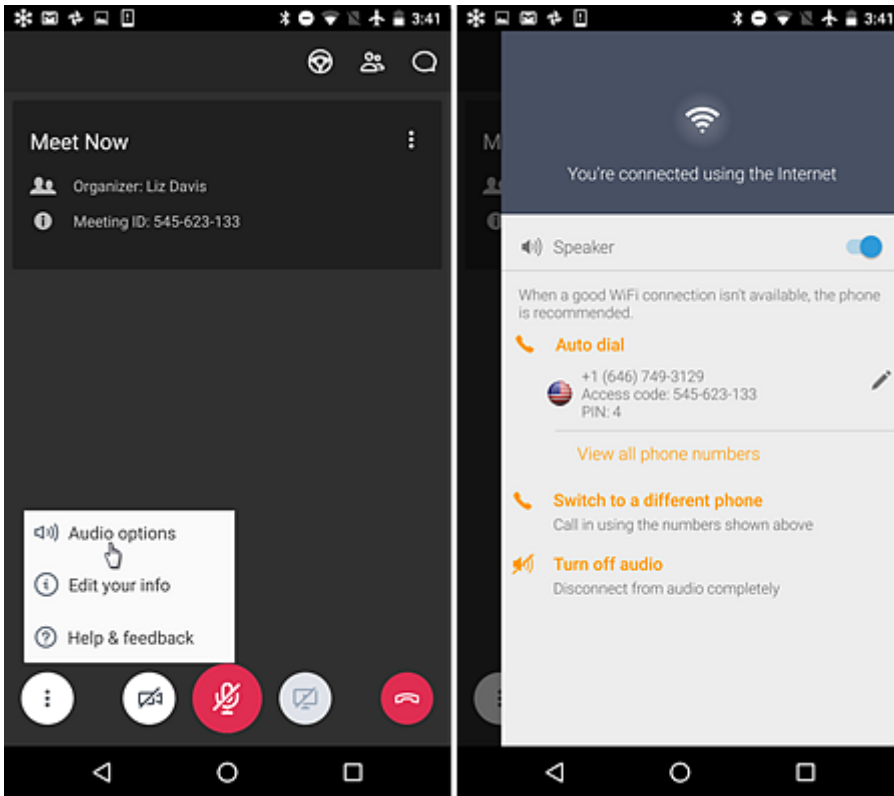 3:41
Meet Now
Organizer: Liz Davis
Meeting ID: 545-623-133
Audio options
Edit your info
Help & feedback
3:41
M
You're connected using the Internet
Speaker
When a good WiFi connection isn't available, the phone
is recommended.
Auto dial
+1 (646) 749-3129
Access code: 545-623-133
PIN: 4
View all phone numbers
Switch to a different phone
Call in using the numbers shown above
Turn off audio
Disconnect from audio completely